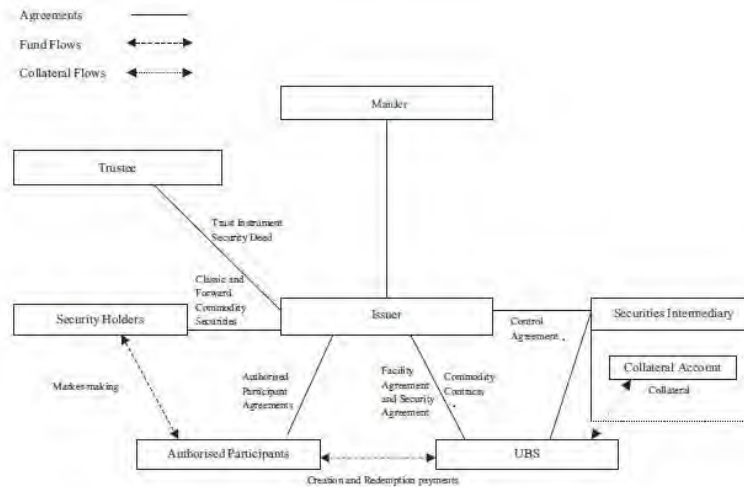 Agreements
Fund Flows
Collateral Flows
Master
Trustee
Trust Instrument
Security Deed
Classic and
Forward
Commodity
Securities
Security Holders
Issuer
Securities Intermediary
Control
Agreement
Collateral Account
Collateral
Market-making
Authorised
Participant
Agreements
Facility
Agreement
and Security
Agreement
Commodity
Contracts
Authorised Participants
UBS
Creation and Redemption payments